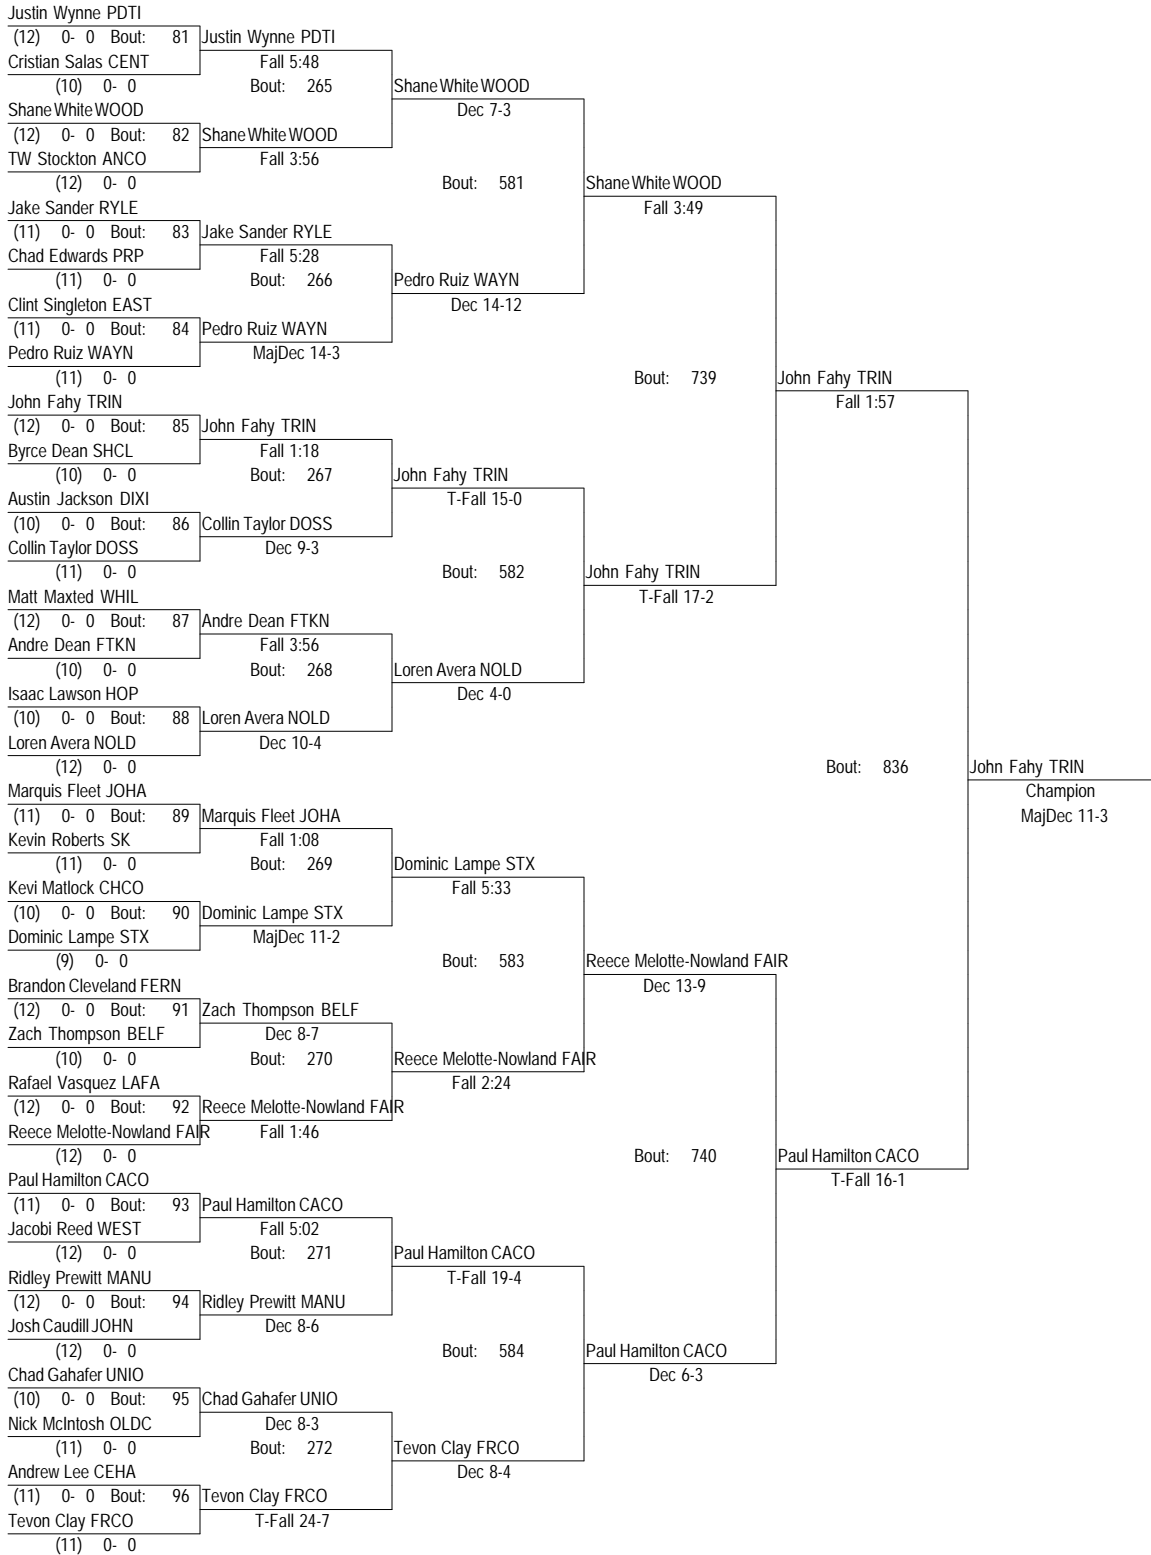 Justin Wynne PDTI
(12) 0- 0 Bout: 81 Justin Wynne PDTI
Cristian Salas CENT Fall 5:48
(10) 0- 0 Bout: 265 Shane White WOOD
Shane White WOOD Dec 7-3
(12) 0- 0 Bout: 82 Shane White WOOD
TW Stockton ANCO Fall 3:56
(12) 0- 0 Bout: 581 Shane White WOOD
Jake Sander RYLE Fall 3:49
(11) 0- 0 Bout: 83 Jake Sander RYLE
Chad Edwards PRP Fall 5:28
(11) 0- 0 Bout: 266 Pedro Ruiz WAYN
Clint Singleton EAST Dec 14-12
(11) 0- 0 Bout: 84 Pedro Ruiz WAYN
Pedro Ruiz WAYN MajDec 14-3
(11) 0- 0 Bout: 739 John Fahy TRIN
John Fahy TRIN Fall 1:57
(12) 0- 0 Bout: 85 John Fahy TRIN
Byrce Dean SHCL Fall 1:18
(10) 0- 0 Bout: 267 John Fahy TRIN
Austin Jackson DIXI T-Fall 15-0
(10) 0- 0 Bout: 86 Collin Taylor DOSS
Collin Taylor DOSS Dec 9-3
(11) 0- 0 Bout: 582 John Fahy TRIN
Matt Maxted WHIL T-Fall 17-2
(12) 0- 0 Bout: 87 Andre Dean FTKN
Andre Dean FTKN Fall 3:56
(10) 0- 0 Bout: 268 Loren Avera NOLD
Isaac Lawson HOP Dec 4-0
(10) 0- 0 Bout: 88 Loren Avera NOLD
Loren Avera NOLD Dec 10-4
(12) 0- 0 Bout: 836 John Fahy TRIN
Marquis Fleet JOHA Champion
(11) 0- 0 Bout: 89 Marquis Fleet JOHA MajDec 11-3
Kevin Roberts SK Fall 1:08
(11) 0- 0 Bout: 269 Dominic Lampe STX
Kevi Matlock CHCO Fall 5:33
(10) 0- 0 Bout: 90 Dominic Lampe STX
Dominic Lampe STX MajDec 11-2
(9) 0- 0 Bout: 583 Reece Melotte-Nowland FAIR
Brandon Cleveland FERN Dec 13-9
(12) 0- 0 Bout: 91 Zach Thompson BELF
Zach Thompson BELF Dec 8-7
(10) 0- 0 Bout: 270 Reece Melotte-Nowland FAIR
Rafael Vasquez LAFA Fall 2:24
(12) 0- 0 Bout: 92 Reece Melotte-Nowland FAIR
Reece Melotte-Nowland FAIR Fall 1:46
(12) 0- 0 Bout: 740 Paul Hamilton CACO
Paul Hamilton CACO T-Fall 16-1
(11) 0- 0 Bout: 93 Paul Hamilton CACO
Jacobi Reed WEST Fall 5:02
(12) 0- 0 Bout: 271 Paul Hamilton CACO
Ridley Prewitt MANU T-Fall 19-4
(12) 0- 0 Bout: 94 Ridley Prewitt MANU
Josh Caudill JOHN Dec 8-6
(12) 0- 0 Bout: 584 Paul Hamilton CACO
Chad Gahafer UNIO Dec 6-3
(10) 0- 0 Bout: 95 Chad Gahafer UNIO
Nick McIntosh OLDC Dec 8-3
(11) 0- 0 Bout: 272 Tevon Clay FRCO
Andrew Lee CEHA Dec 8-4
(11) 0- 0 Bout: 96 Tevon Clay FRCO
Tevon Clay FRCO T-Fall 24-7
(11) 0- 0